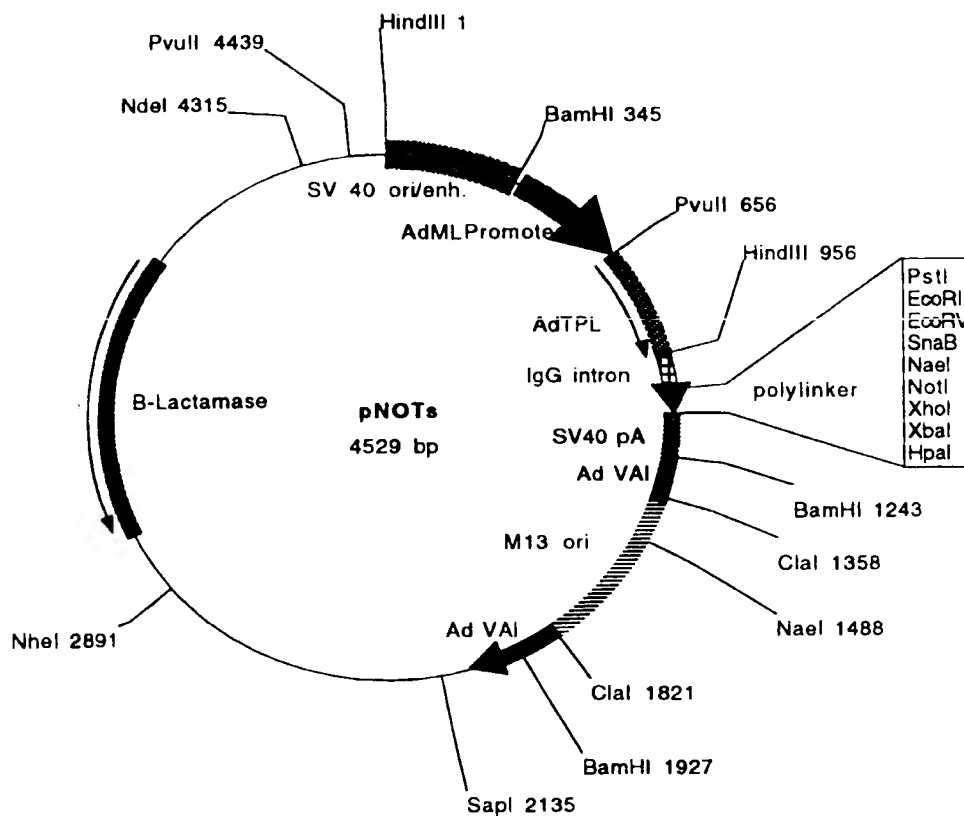 HindIII 1
PvuII 4439
NdeI 4315
BamHI 345
SV 40 ori/enh.
AdMLPromote
PvuII 656
HindIII 956
PstI
EcoRI
EcoRV
SnaB
NaeI
NotI
XhoI
XbaI
HpaI
AdTPL
IgG intron
polylinker
B-Lactamase
pNOTs
4529 bp
SV40 pA
Ad VAI
BamHI 1243
M13 ori
ClaI 1358
NaeI 1488
NheI 2891
Ad VAI
ClaI 1821
BamHI 1927
SapI 2135